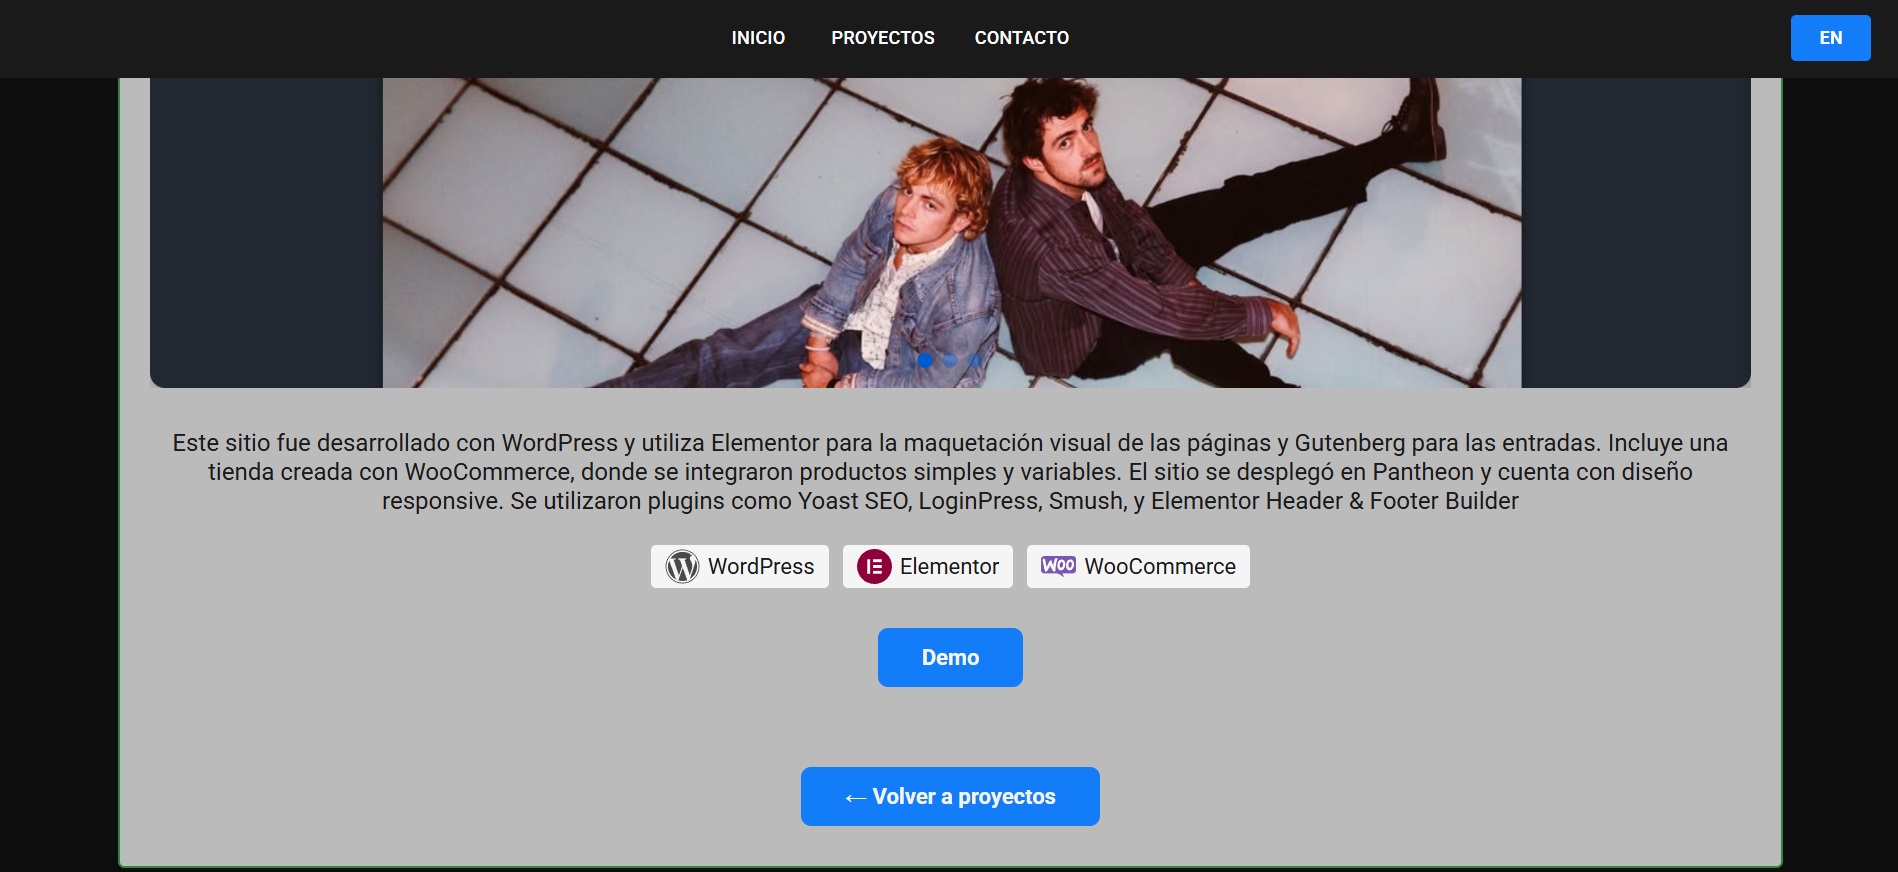 INICIO PROYECTOS CONTACTO EN
Este sitio fue desarrollado con WordPress y utiliza Elementor para la maquetación visual de las páginas y Gutenberg para las entradas. Incluye una
tienda creada con WooCommerce, donde se integraron productos simples y variables. El sitio se desplegó en Pantheon y cuenta con diseño
responsive. Se utilizaron plugins como Yoast SEO, LoginPress, Smush, y Elementor Header & Footer Builder
WordPress Elementor Woo WooCommerce
Demo
← Volver a proyectos